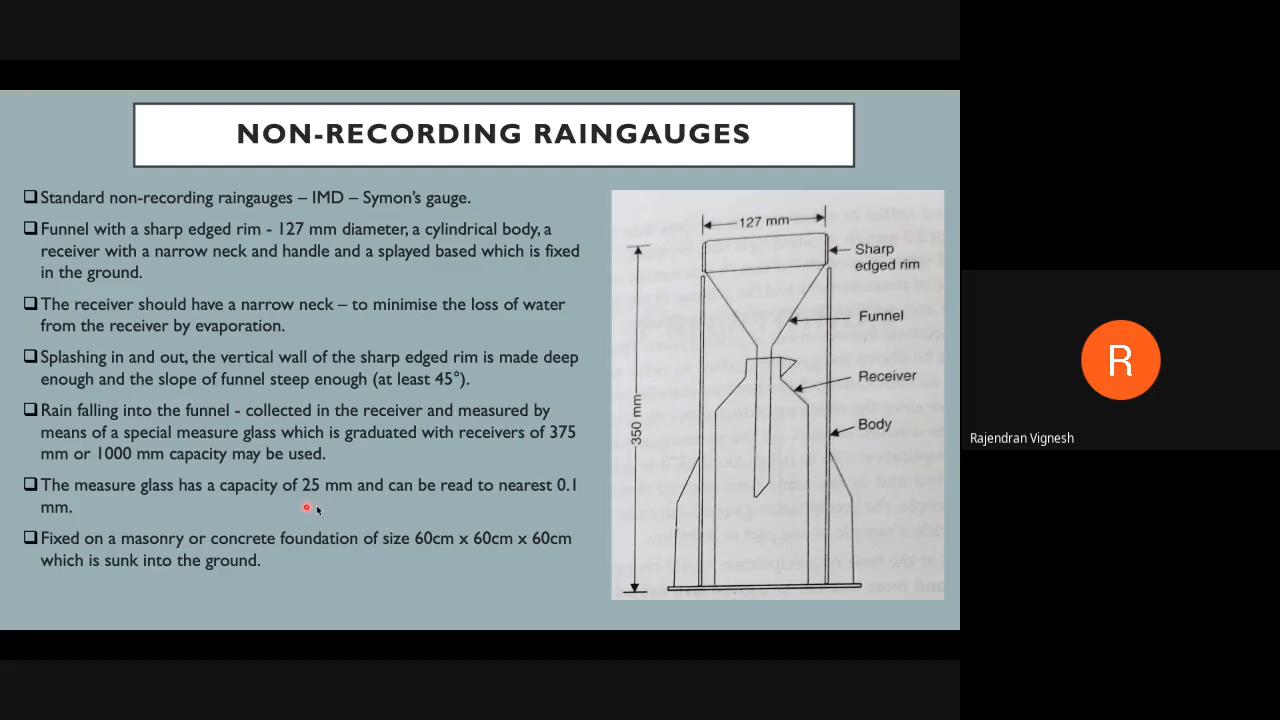 NON-RECORDING RAINGAUGES
❑Standard non-recording raingauges – IMD – Symon's gauge.
❑Funnel with a sharp edged rim - 127 mm diameter, a cylindrical body, a
receiver with a narrow neck and handle and a splayed based which is fixed
in the ground.
❑The receiver should have a narrow neck – to minimise the loss of water
from the receiver by evaporation.
❑Splashing in and out, the vertical wall of the sharp edged rim is made deep
enough and the slope of funnel steep enough (at least 45°).
❑Rain falling into the funnel - collected in the receiver and measured by
means of a special measure glass which is graduated with receivers of 375
mm or 1000 mm capacity may be used.
❑The measure glass has a capacity of 25 mm and can be read to nearest 0.1
mm.
❑Fixed on a masonry or concrete foundation of size 60cm x 60cm x 60cm
which is sunk into the ground.
127 mm
Sharp
edged rim
Funnel
Receiver
Body
350 mm
R
Rajendran Vignesh